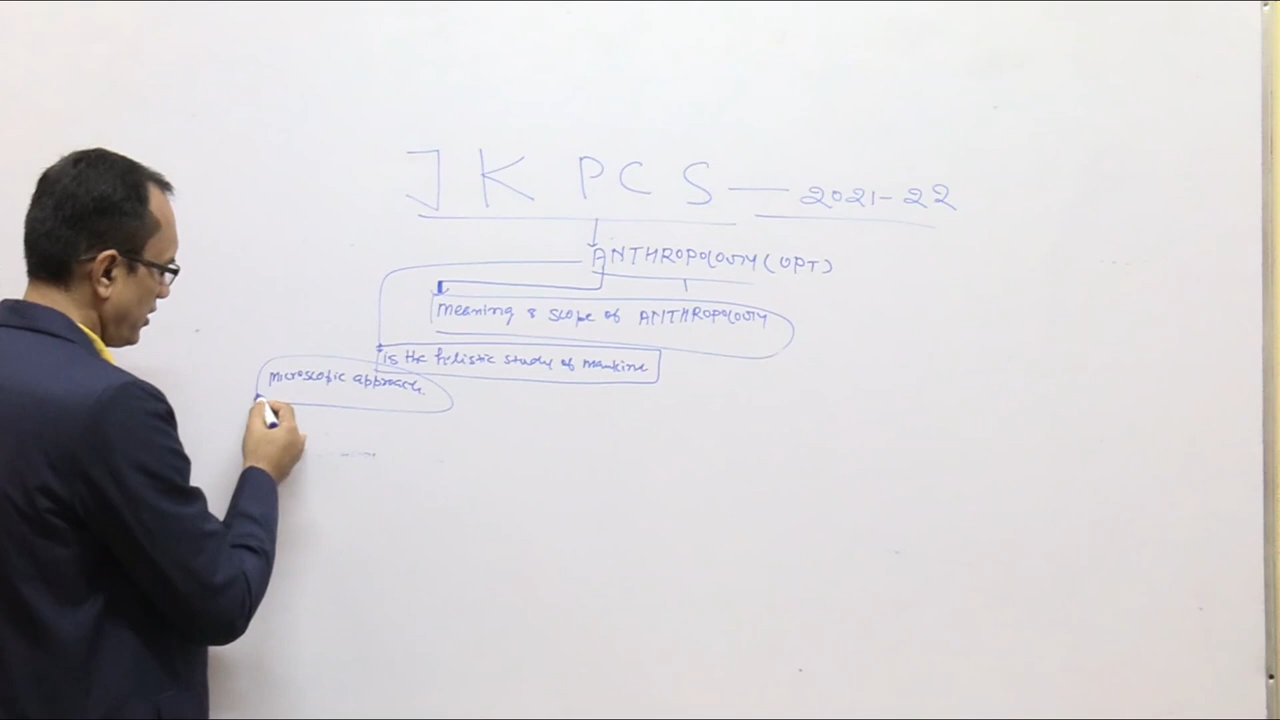 JKPCS — 2021-22
ANTHROPOLOGY (OPT)
Meaning & scope of ANTHROPOLOGY
is the holistic study of mankind
Microscopic approach.